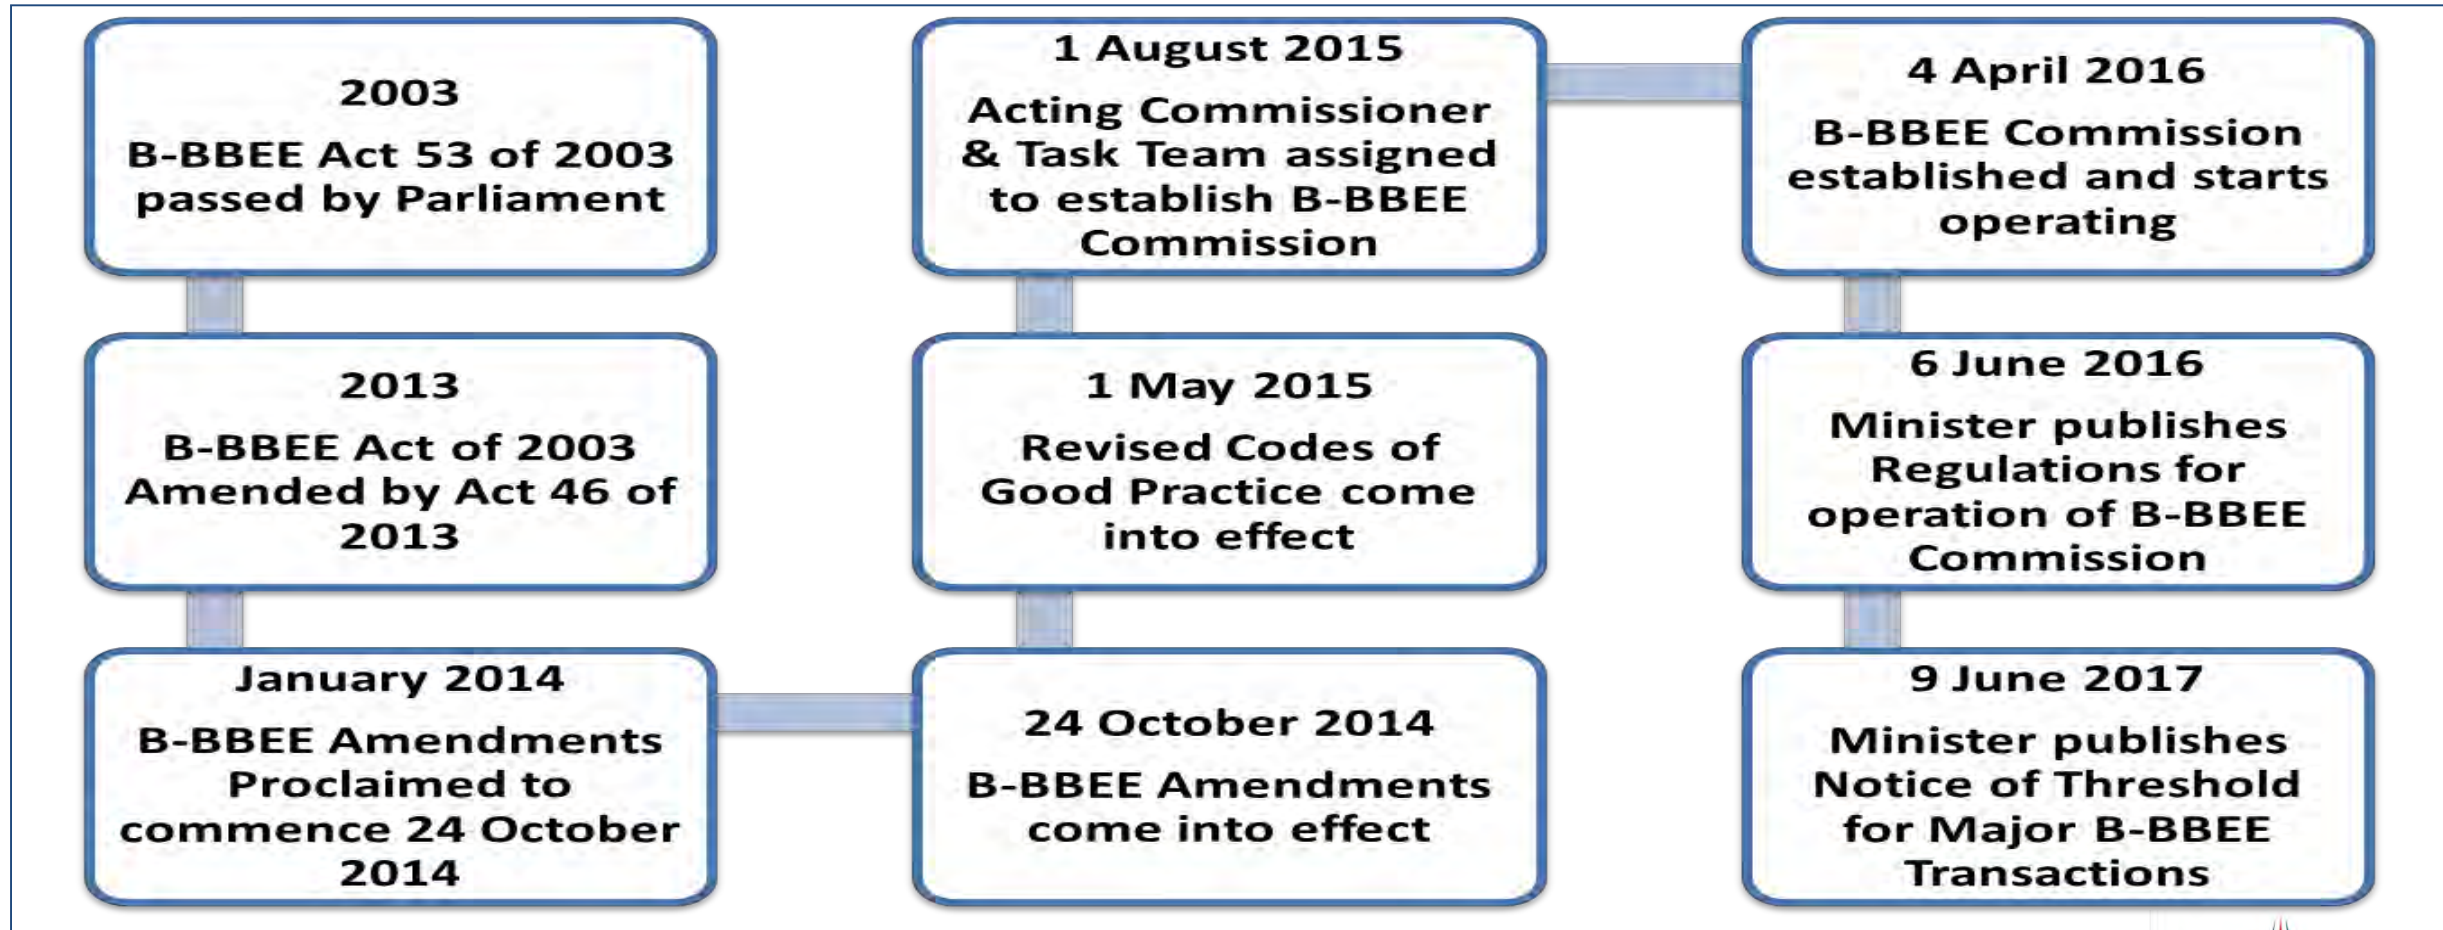 2003
B-BBEE Act 53 of 2003
passed by Parliament
2013
B-BBEE Act of 2003
Amended by Act 46 of
2013
January 2014
B-BBEE Amendments
Proclaimed to
commence 24 October
2014
24 October 2014
B-BBEE Amendments
come into effect
1 May 2015
Revised Codes of
Good Practice come
into effect
1 August 2015
Acting Commissioner
& Task Team assigned
to establish B-BBEE
Commission
4 April 2016
B-BBEE Commission
established and starts
operating
6 June 2016
Minister publishes
Regulations for
operation of B-BBEE
Commission
9 June 2017
Minister publishes
Notice of Threshold
for Major B-BBEE
Transactions